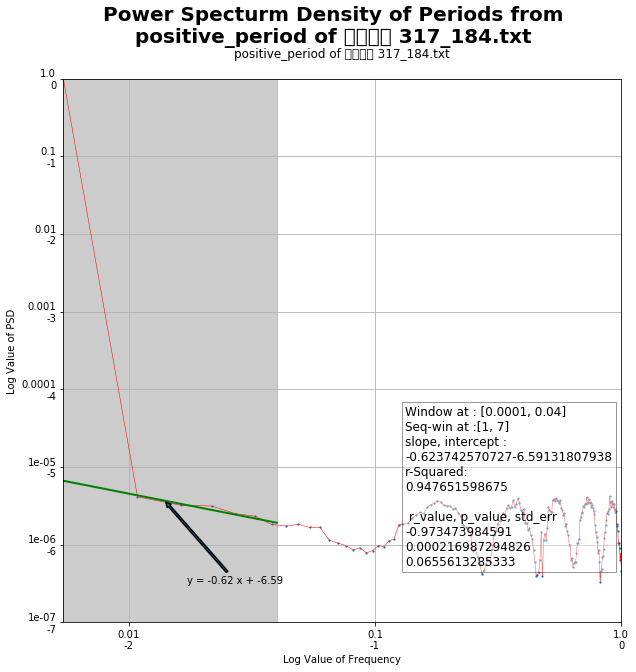 Power Specturm Density of Periods from
positive_period of 317_184.txt
positive_period of 317_184.txt
1.0
0
0.1
-1
0.01
-2
0.001
-3
0.0001
-4
1e-05
-5
1e-06
-6
1e-07
-7
Log Value of PSD
Window at : [0.0001, 0.04]
Seq-win at :[1, 7]
slope, intercept :
-0.623742570727-6.59131807938
r-Squared:
0.947651598675
r_value, p_value, std_err
-0.973473984591
0.000216987294826
0.0655613285333
y = -0.62 x + -6.59
0.01
-2
0.1
-1
1.0
0
Log Value of Frequency